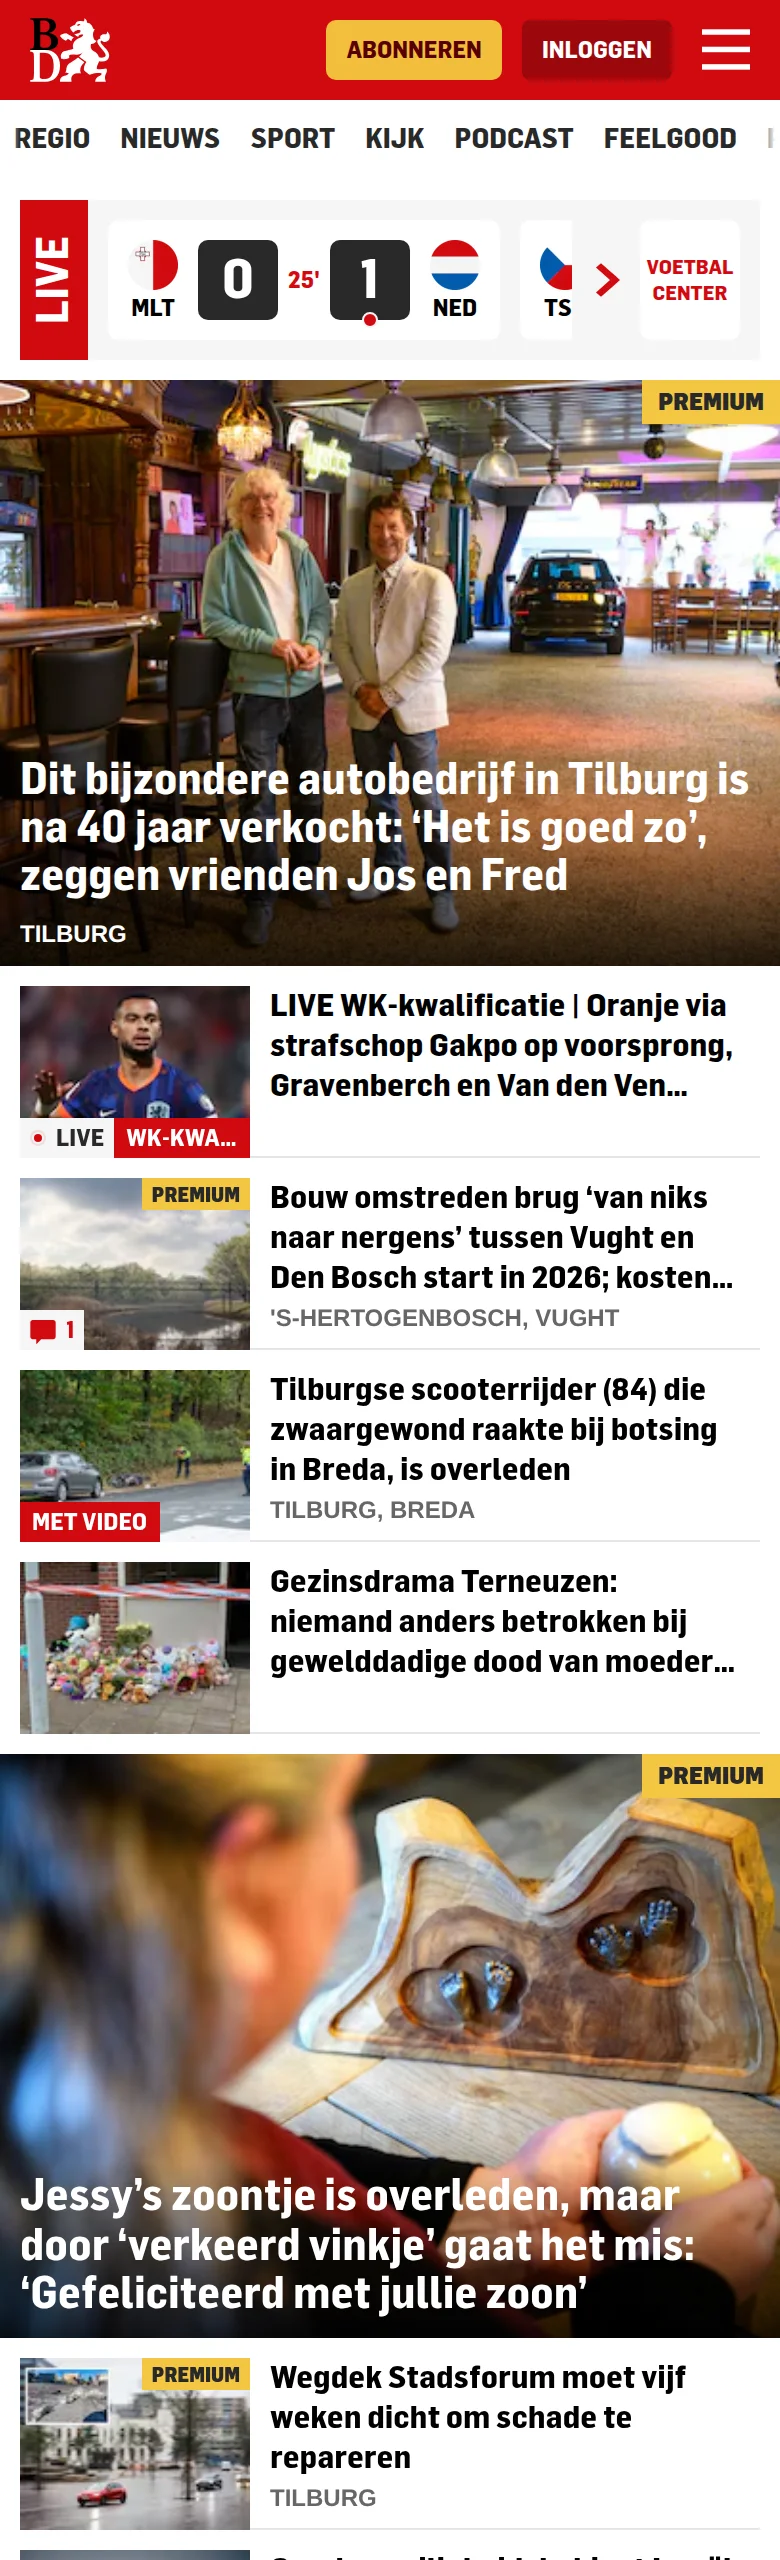 BD
ABONNEREN
INLOGGEN
REGIO NIEUWS SPORT KIJK PODCAST FEELGOOD
LIVE
MLT
0
25'
1
NED
TS
VOETBAL
CENTER
PREMIUM
Dit bijzondere autobedrijf in Tilburg is
na 40 jaar verkocht: ‘Het is goed zo’,
zeggen vrienden Jos en Fred
TILBURG
LIVE WK-KWA...
LIVE WK-kwalificatie | Oranje via
strafschop Gakpo op voorsprong,
Gravenberch en Van den Ven...
PREMIUM
1
Bouw omstreden brug ‘van niks
naar nergens’ tussen Vught en
Den Bosch start in 2026; kosten...
'S-HERTOGENBOSCH, VUGHT
MET VIDEO
Tilburgse scooterrijder (84) die
zwaargewond raakte bij botsing
in Breda, is overleden
TILBURG, BREDA
Gezinsdrama Terneuzen:
niemand anders betrokken bij
gewelddadige dood van moeder...
PREMIUM
Jessy’s zoontje is overleden, maar
door ‘verkeerd vinkje’ gaat het mis:
‘Gefeliciteerd met jullie zoon’
PREMIUM
Wegdek Stadsforum moet vijf
weken dicht om schade te
repareren
TILBURG